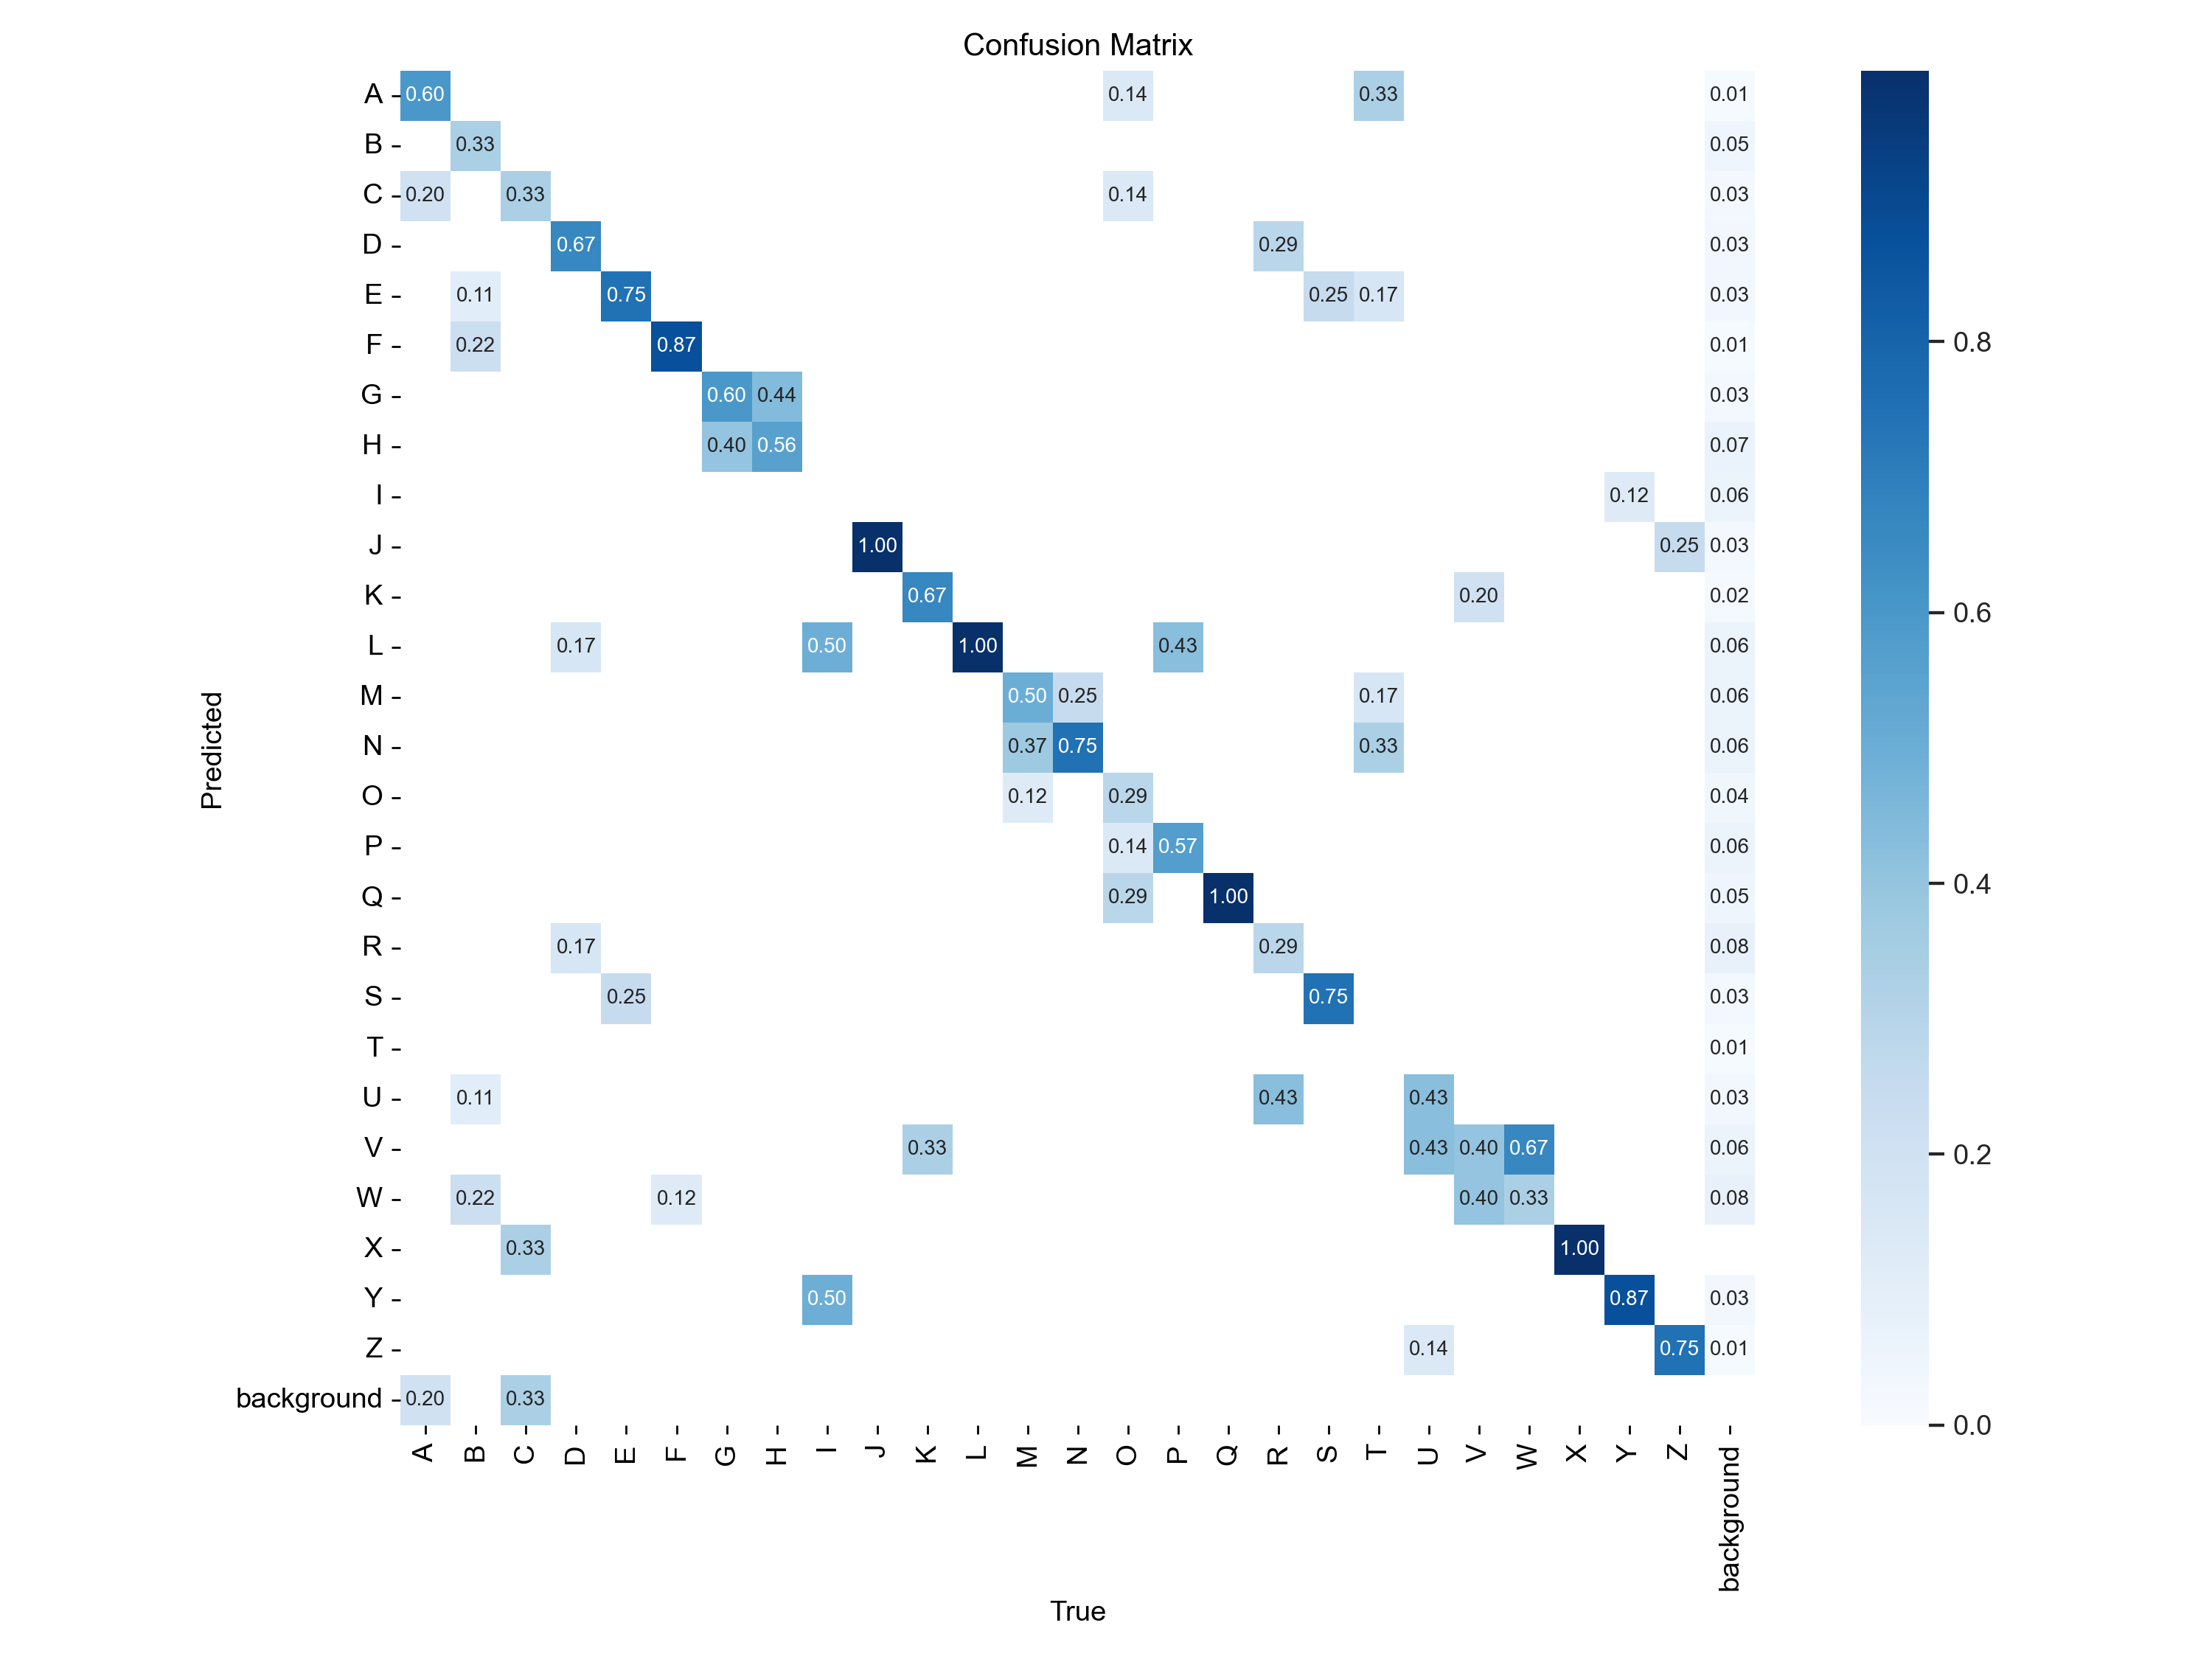 Confusion Matrix
A 0.60 0.14 0.33 0.01
B 0.33 0.05
C 0.20 0.33 0.14 0.03
D 0.67 0.29 0.03
E 0.11 0.75 0.25 0.17 0.03
F 0.22 0.87 0.01
G 0.60 0.44 0.03
H 0.40 0.56 0.07
I 0.12 0.06
J 1.00 0.25 0.03
K 0.67 0.20 0.02
L 0.17 0.50 1.00 0.43 0.06
M 0.50 0.25 0.17 0.06
N 0.37 0.75 0.33 0.06
O 0.12 0.29 0.04
P 0.14 0.57 0.06
Q 0.29 1.00 0.05
R 0.17 0.29 0.08
S 0.25 0.75 0.03
T 0.01
U 0.11 0.43 0.43 0.03
V 0.33 0.43 0.40 0.67 0.06
W 0.22 0.12 0.40 0.33 0.08
X 0.33 1.00
Y 0.50 0.87 0.03
Z 0.14 0.75 0.01
background 0.20 0.33
A B C D E F G H I J K L M N O P Q R S T U V W X Y Z background
True
Predicted
0.8
0.6
0.4
0.2
0.0